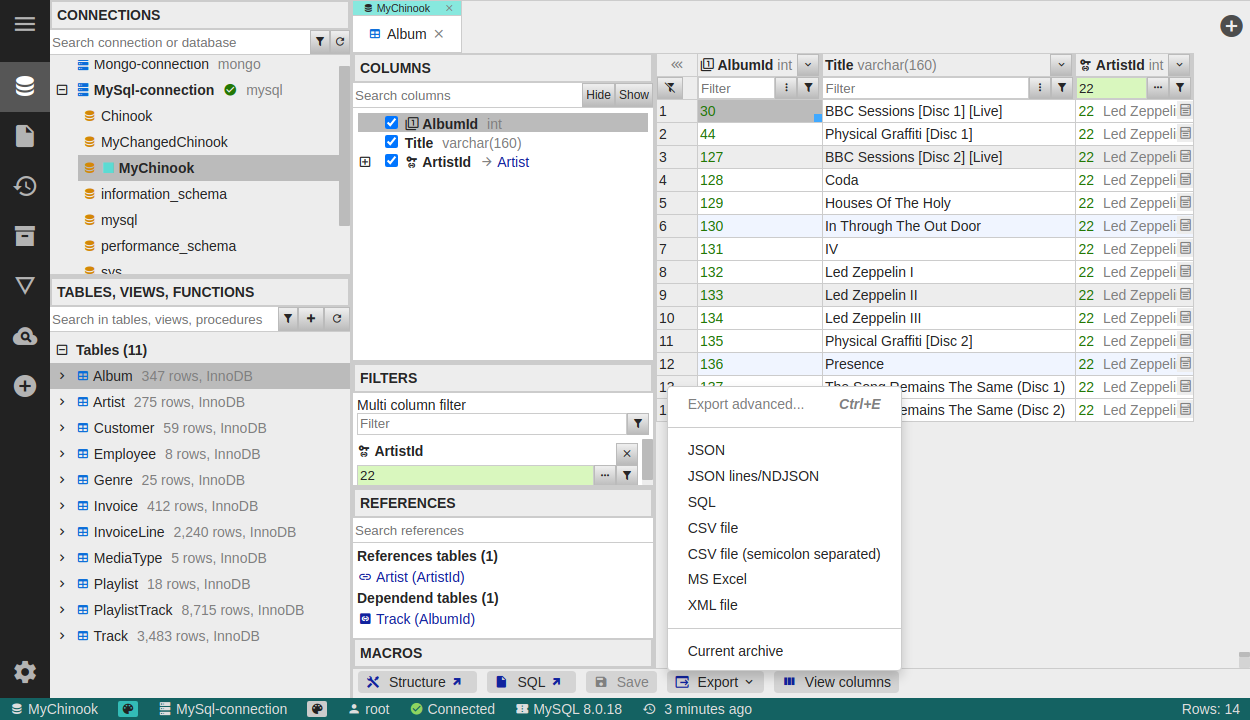 CONNECTIONS
Search connection or database
Mongo-connection mongo
MySql-connection mysql
Chinook
MyChangedChinook
MyChinook
information_schema
mysql
performance_schema
sys
TABLES, VIEWS, FUNCTIONS
Search in tables, views, procedures
Tables (11)
Album 347 rows, InnoDB
Artist 275 rows, InnoDB
Customer 59 rows, InnoDB
Employee 8 rows, InnoDB
Genre 25 rows, InnoDB
Invoice 412 rows, InnoDB
InvoiceLine 2,240 rows, InnoDB
MediaType 5 rows, InnoDB
Playlist 18 rows, InnoDB
PlaylistTrack 8,715 rows, InnoDB
Track 3,483 rows, InnoDB
MyChinook
Album
COLUMNS
Search columns Hide Show
AlbumId int
Title varchar(160)
ArtistId Artist
FILTERS
Multi column filter
Filter
ArtistId
22
REFERENCES
Search references
References tables (1)
Artist (ArtistId)
Dependend tables (1)
Track (AlbumId)
MACROS
AlbumId int Title varchar(160) ArtistId int
Filter Filter 22
1 30 BBC Sessions [Disc 1] [Live] 22 Led Zeppeli
2 44 Physical Graffiti [Disc 1] 22 Led Zeppeli
3 127 BBC Sessions [Disc 2] [Live] 22 Led Zeppeli
4 128 Coda 22 Led Zeppeli
5 129 Houses Of The Holy 22 Led Zeppeli
6 130 In Through The Out Door 22 Led Zeppeli
7 131 IV 22 Led Zeppeli
8 132 Led Zeppelin I 22 Led Zeppeli
9 133 Led Zeppelin II 22 Led Zeppeli
10 134 Led Zeppelin III 22 Led Zeppeli
11 135 Physical Graffiti [Disc 2] 22 Led Zeppeli
12 136 Presence 22 Led Zeppeli
13 137 The Song Remains The Same (Disc 1) 22 Led Zeppeli
emains The Same (Disc 2) 22 Led Zeppeli
Export advanced... Ctrl+E
JSON
JSON lines/NDJSON
SQL
CSV file
CSV file (semicolon separated)
MS Excel
XML file
Current archive
Structure SQL Save Export View columns
MyChinook MySql-connection root Connected MySQL 8.0.18 3 minutes ago Rows: 14